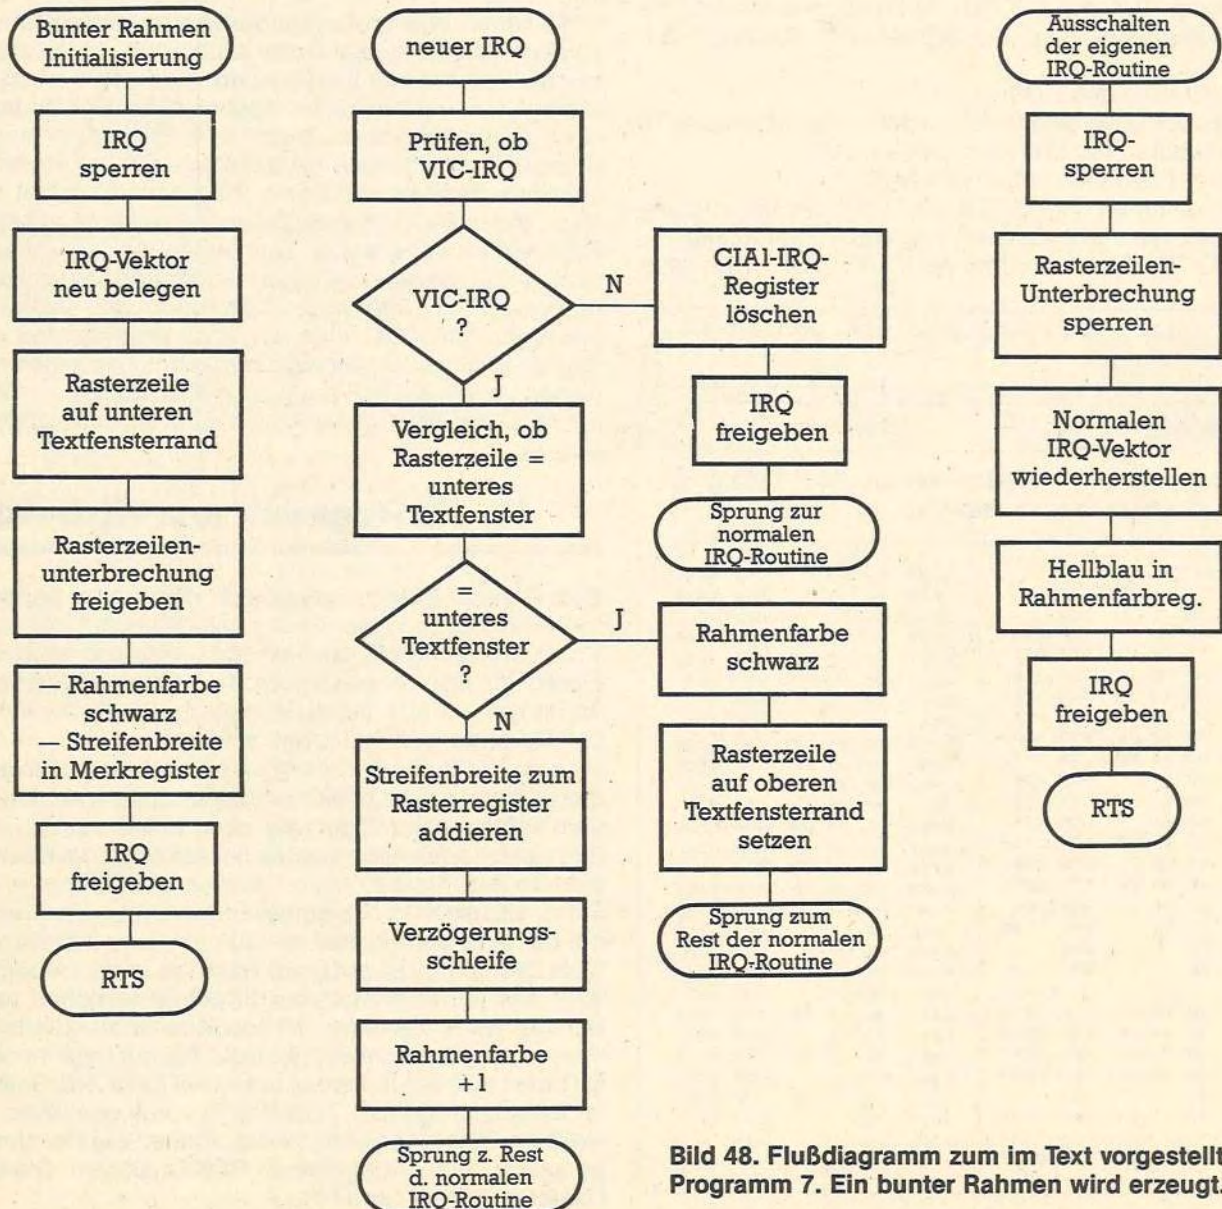 Bunter Rahmen
Initialisierung
IRQ
sperren
IRQ-Vektor
neu belegen
Rasterzeile
auf unteren
Textfensterrand
Rasterzeilen-
unterbrechung
freigeben
— Rahmenfarbe
schwarz
— Streifenbreite
in Merkregister
IRQ
freigeben
RTS
neuer IRQ
Prüfen, ob
VIC-IRQ
VIC-IRQ
?
N
J
CIA1-IRQ-
Register
löschen
IRQ
freigeben
Sprung zur
normalen
IRQ-Routine
Vergleich, ob
Rasterzeile =
unteres
Textfenster
=
unteres
Textfenster
?
J
N
Rahmenfarbe
schwarz
Rasterzeile
auf oberen
Textfensterrand
setzen
Sprung zum
Rest der normalen
IRQ-Routine
Streifenbreite zum
Rasterregister
addieren
Verzögerungs-
schleife
Rahmenfarbe
+1
Sprung z. Rest
d. normalen
IRQ-Routine
Ausschalten
der eigenen
IRQ-Routine
IRQ-
sperren
Rasterzeilen-
Unterbrechung
sperren
Normalen
IRQ-Vektor
wiederherstellen
Hellblau in
Rahmenfarbreg.
IRQ
freigeben
RTS
Bild 48. Flußdiagramm zum im Text vorgestellt
Programm 7. Ein bunter Rahmen wird erzeugt.